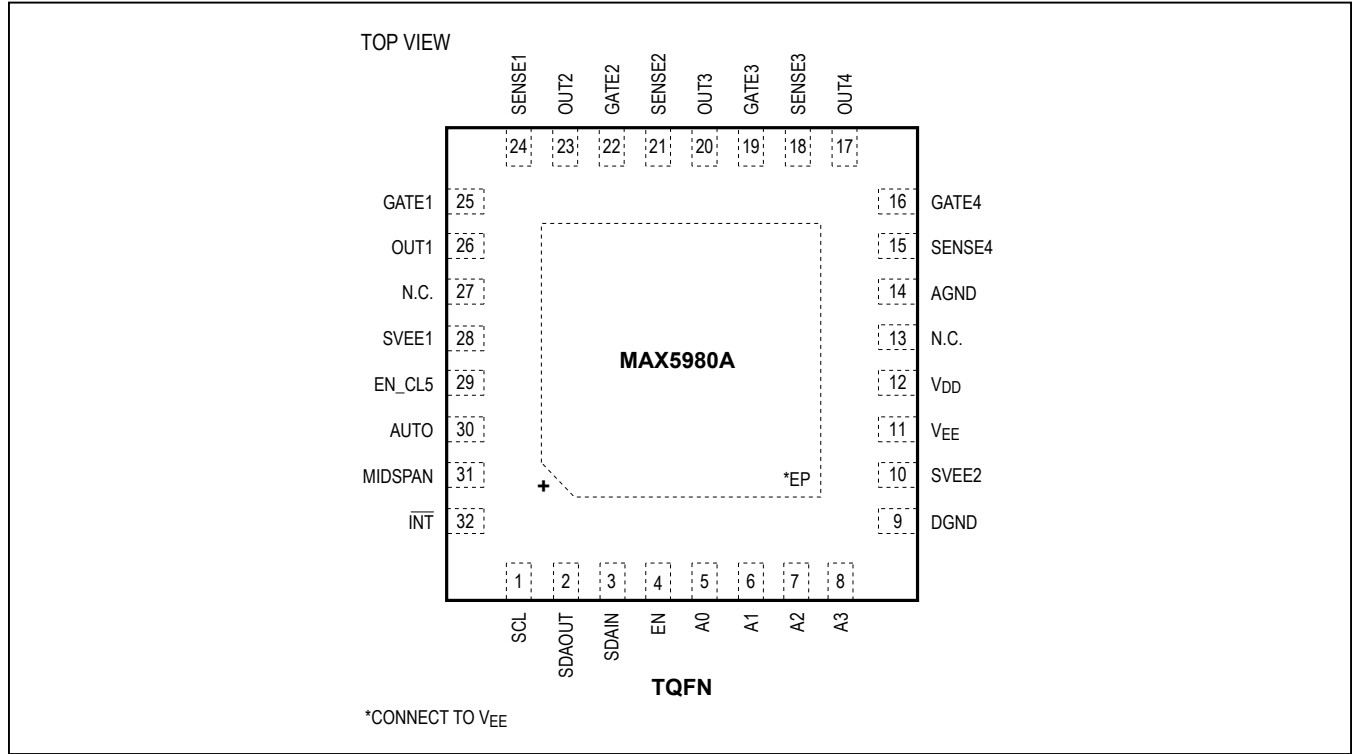 TOP VIEW
SENSE1 OUT2 GATE2 SENSE2 OUT3 GATE3 SENSE3 OUT4
24 23 22 21 20 19 18 17
GATE1 25 16 GATE4
OUT1 26 15 SENSE4
N.C. 27 14 AGND
SVEE1 28 13 N.C.
MAX5980A
EN_CL5 29 12 VDD
AUTO 30 11 VEE
MIDSPAN 31 10 SVEE2
+ *EP
I̅N̅T̅ 32 9 DGND
1 2 3 4 5 6 7 8
SCL SDAOUT SDAIN EN A0 A1 A2 A3
TQFN
*CONNECT TO VEE